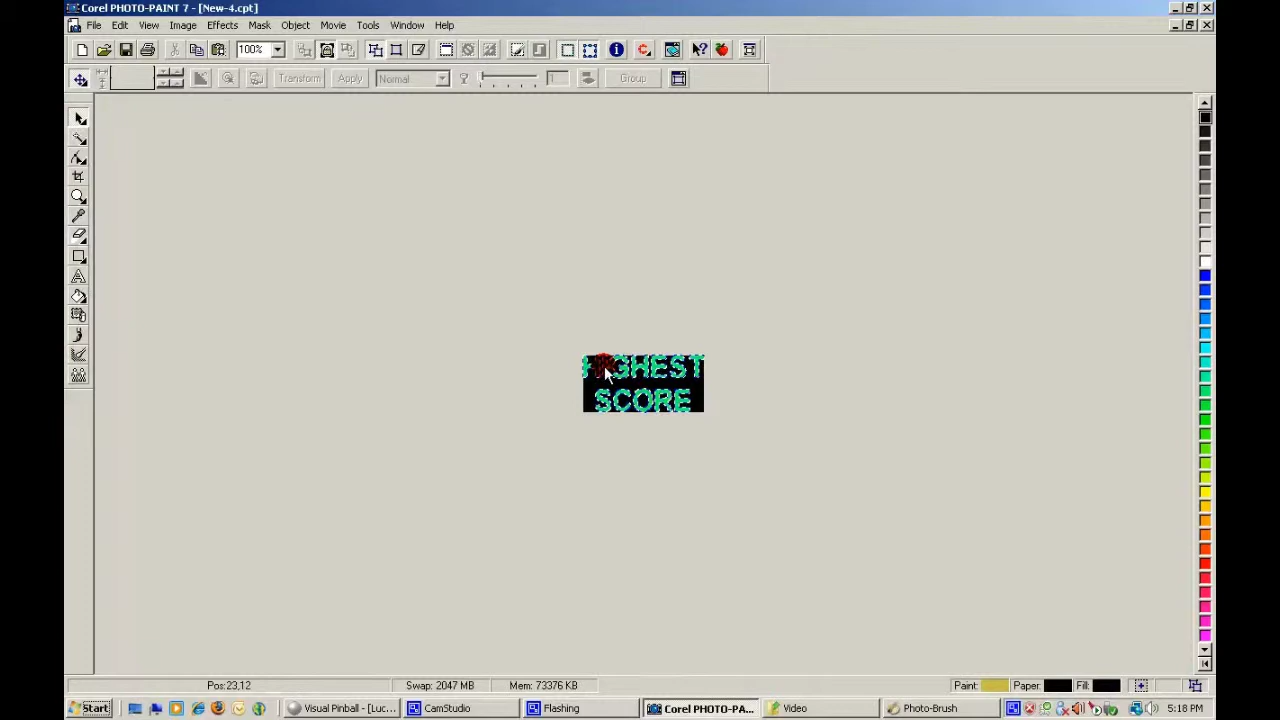 Corel PHOTO-PAINT 7 - [New-4.cpt]
File Edit View Image Effects Mask Object Movie Tools Window Help
100%
Transform Apply Normal 1 Group
HIGHEST
SCORE
Pos:23,12 Swap: 2047 MB Mem: 73376 KB Paint: Paper: Fill:
Start Visual Pinball - [Luc... CamStudio Flashing Corel PHOTO-PA... Video Photo-Brush 5:18 PM